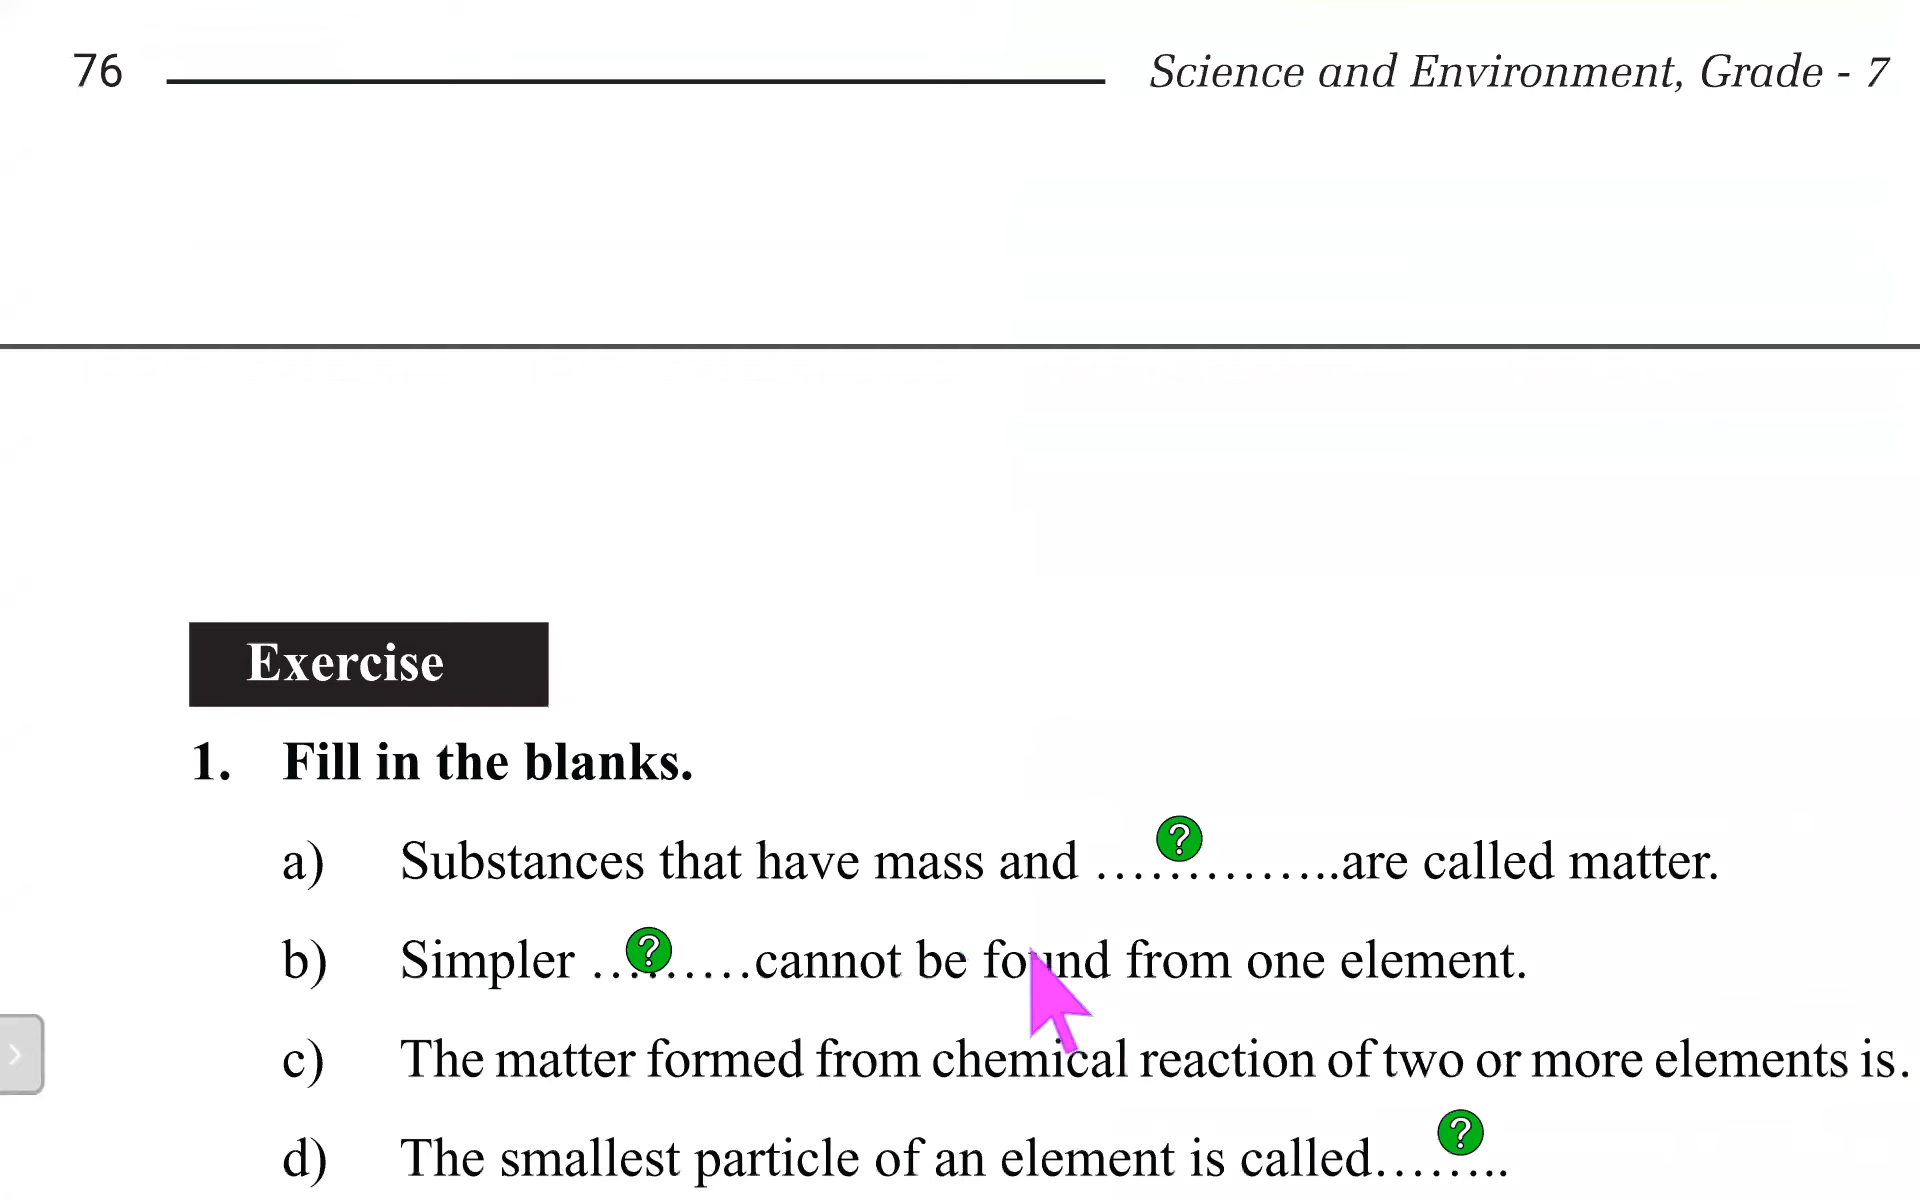 76 Science and Environment, Grade - 7
Exercise
1. Fill in the blanks.
a) Substances that have mass and ……………..are called matter.
b) Simpler ………cannot be found from one element.
c) The matter formed from chemical reaction of two or more elements is.
d) The smallest particle of an element is called……..